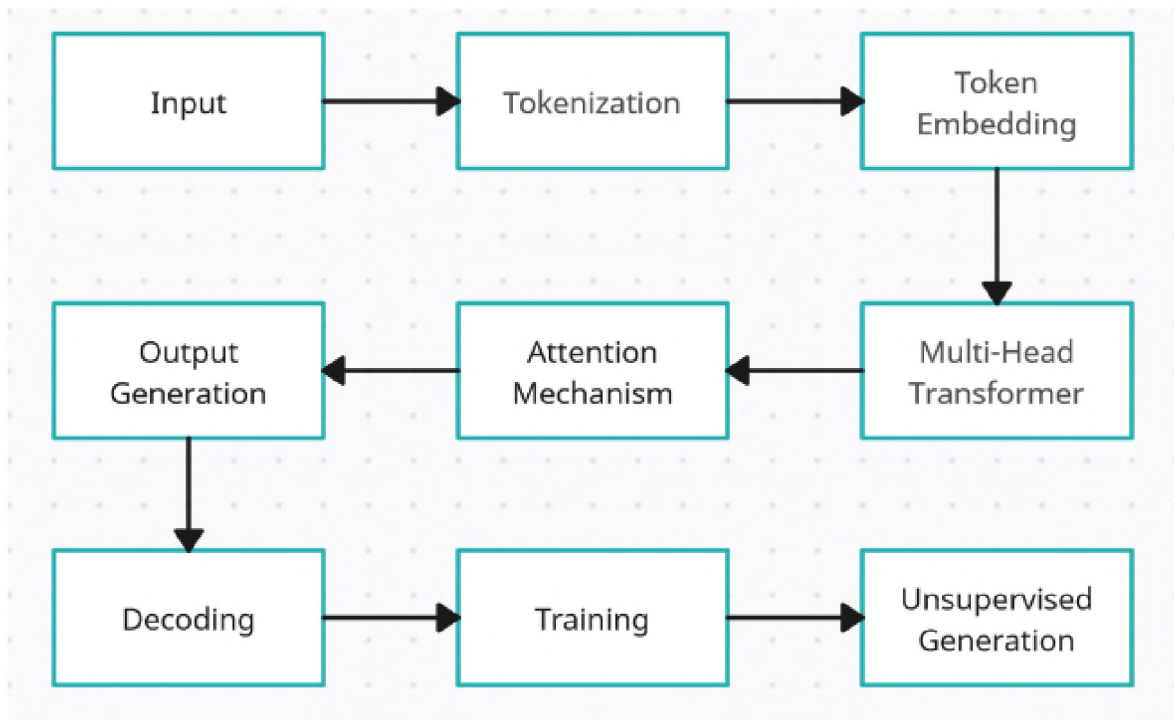 Input
Tokenization
Token
Embedding
Output
Generation
Attention
Mechanism
Multi-Head
Transformer
Decoding
Training
Unsupervised
Generation